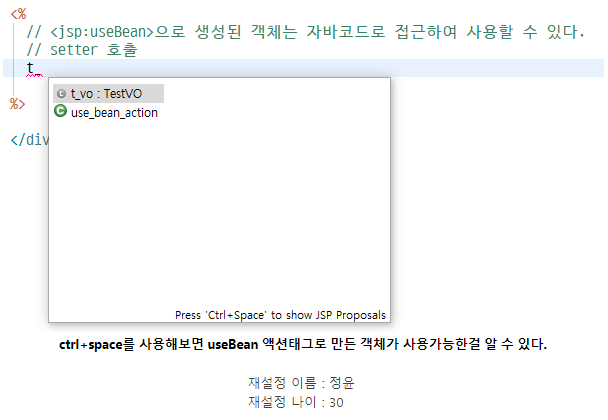 <%
// <jsp:useBean>으로 생성된 객체는 자바코드로 접근하여 사용할 수 있다.
// setter 호출
t_
t_vo : TestVO
use_bean_action
%>
</div
Press 'Ctrl+Space' to show JSP Proposals
ctrl+space를 사용해보면 useBean 액션태그로 만든 객체가 사용가능한걸 알 수 있다.
재설정 이름 : 정윤
재설정 나이 : 30